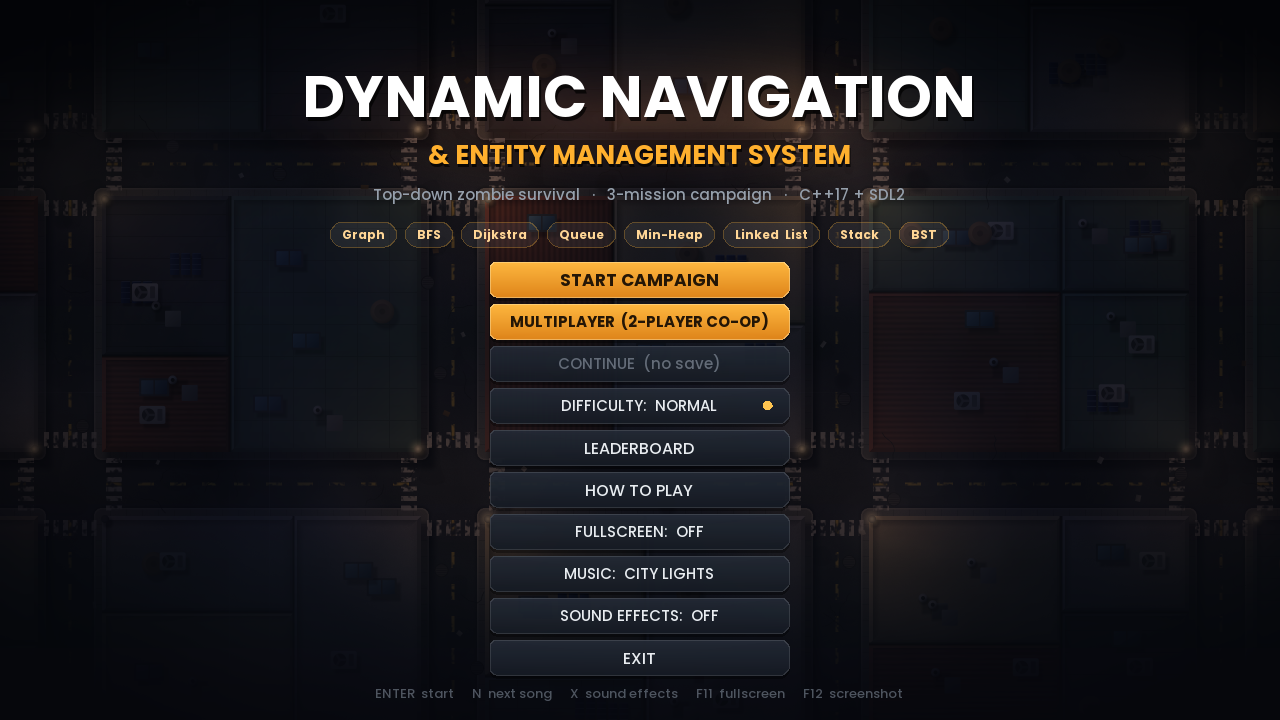 DYNAMIC NAVIGATION
& ENTITY MANAGEMENT SYSTEM
Top-down zombie survival · 3-mission campaign · C++17 + SDL2
Graph BFS Dijkstra Queue Min-Heap Linked List Stack BST
START CAMPAIGN
MULTIPLAYER (2-PLAYER CO-OP)
CONTINUE (no save)
DIFFICULTY: NORMAL
LEADERBOARD
HOW TO PLAY
FULLSCREEN: OFF
MUSIC: CITY LIGHTS
SOUND EFFECTS: OFF
EXIT
ENTER start N next song X sound effects F11 fullscreen F12 screenshot